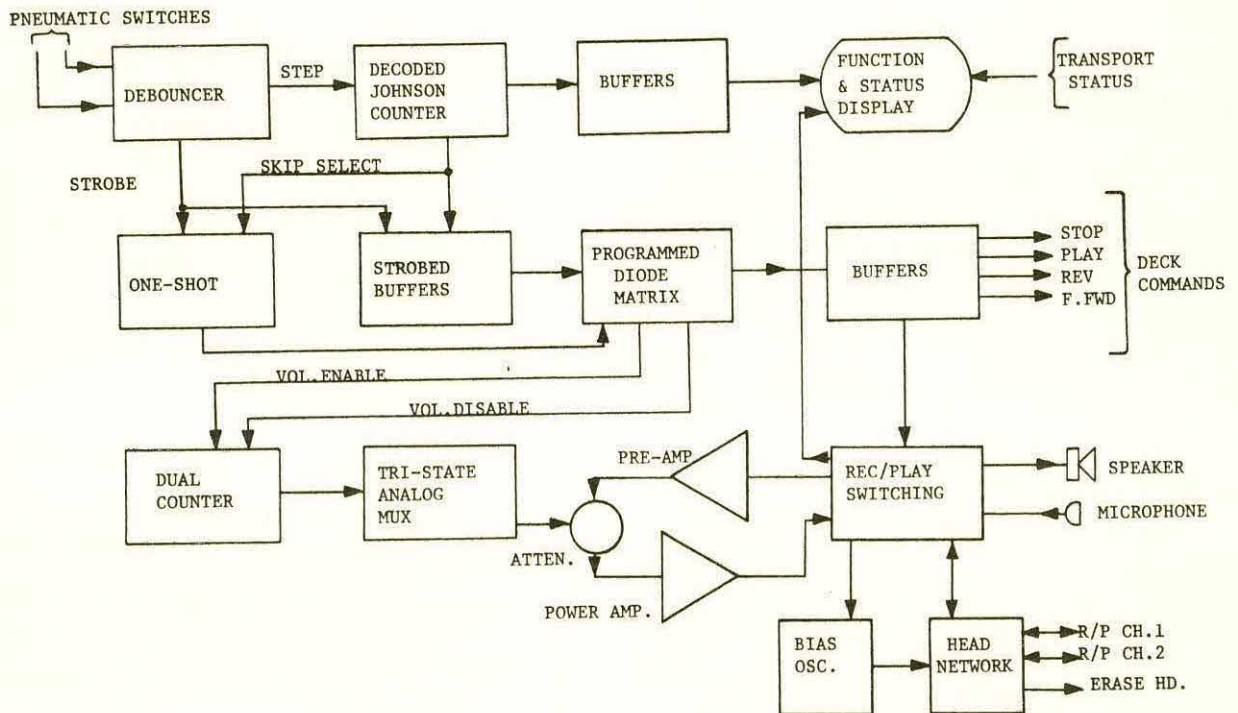 PNEUMATIC SWITCHES
DEBOUNCER
STEP
DECODED
JOHNSON
COUNTER
BUFFERS
FUNCTION
& STATUS
DISPLAY
TRANSPORT
STATUS
STROBE
SKIP SELECT
ONE-SHOT
STROBED
BUFFERS
PROGRAMMED
DIODE
MATRIX
BUFFERS
STOP
PLAY
REV
F.FWD
DECK
COMMANDS
VOL.ENABLE
VOL.DISABLE
DUAL
COUNTER
TRI-STATE
ANALOG
MUX
ATTEN.
PRE-AMP
POWER AMP.
REC/PLAY
SWITCHING
SPEAKER
MICROPHONE
BIAS
OSC.
HEAD
NETWORK
R/P CH.1
R/P CH.2
ERASE HD.